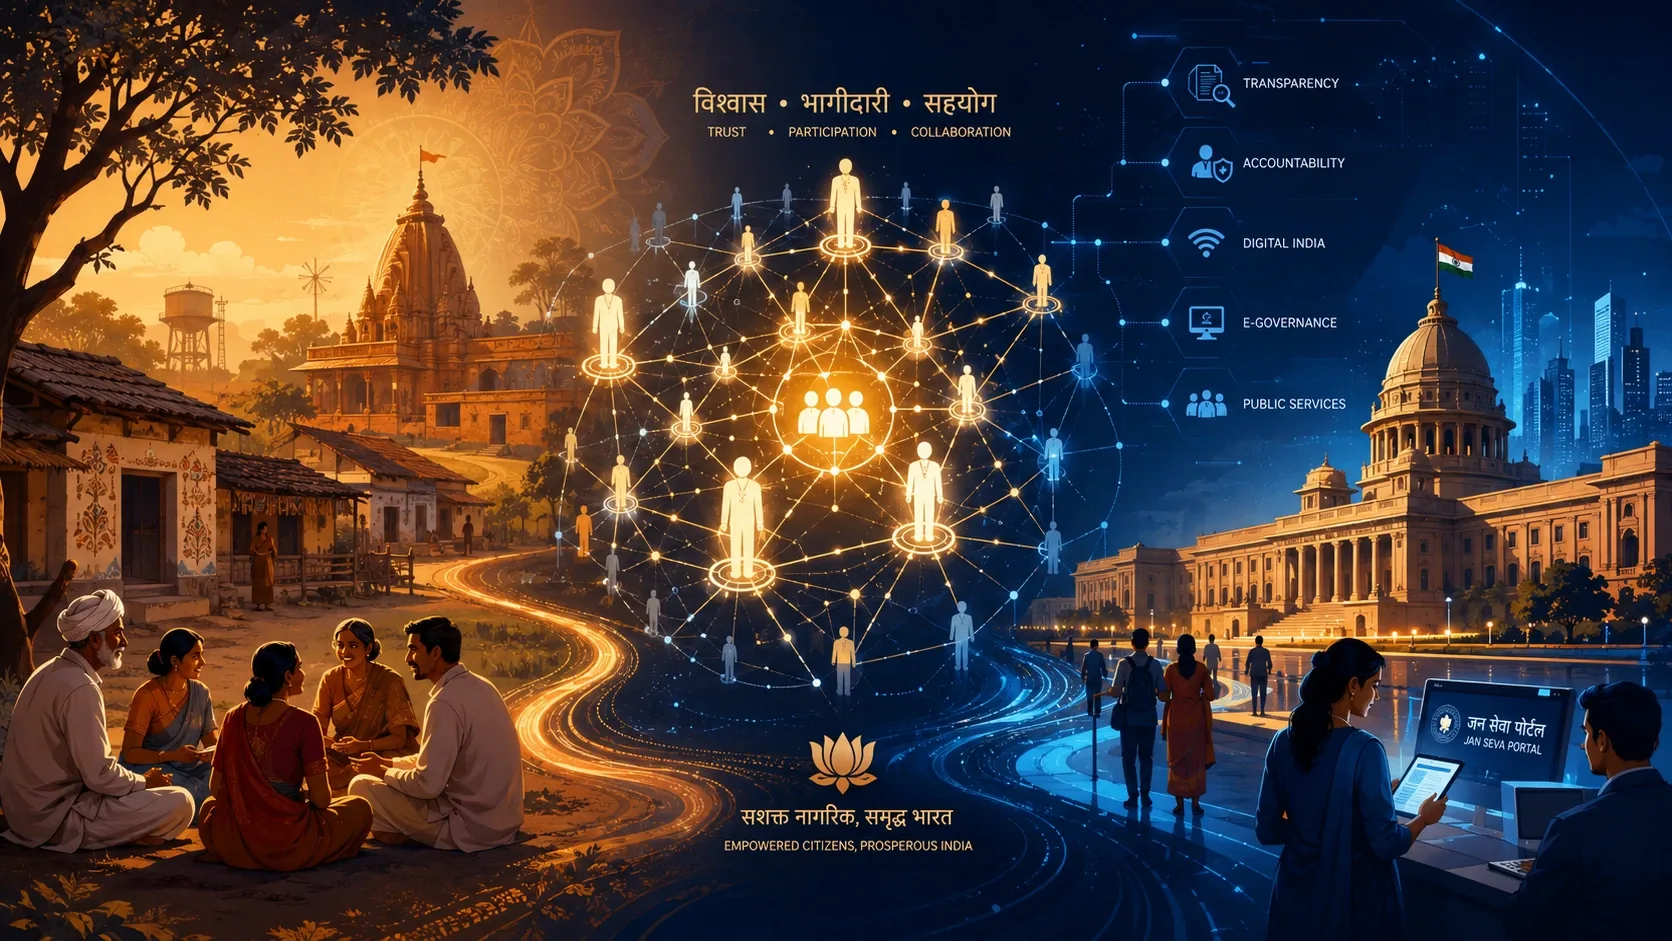 विश्वास • भागीदारी • सहयोग
TRUST • PARTICIPATION • COLLABORATION
TRANSPARENCY
ACCOUNTABILITY
DIGITAL INDIA
E-GOVERNANCE
PUBLIC SERVICES
जन सेवा पोर्टल
JAN SEVA PORTAL
सशक्त नागरिक, समृद्ध भारत
EMPOWERED CITIZENS, PROSPEROUS INDIA